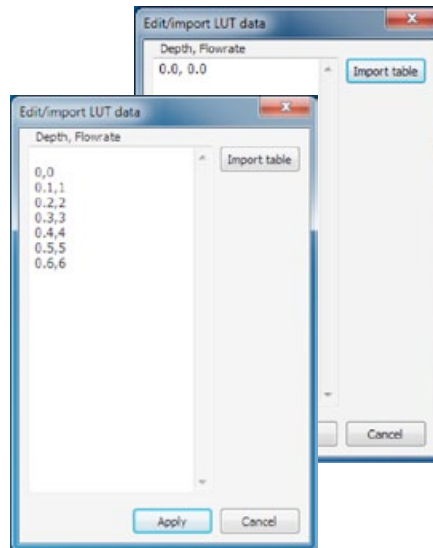 Edit/import LUT data
Depth, Flowrate
0.0, 0.0
Import table
Cancel
Edit/import LUT data
Depth, Flowrate
Import table
0,0
0.1,1
0.2,2
0.3,3
0.4,4
0.5,5
0.6,6
Apply
Cancel